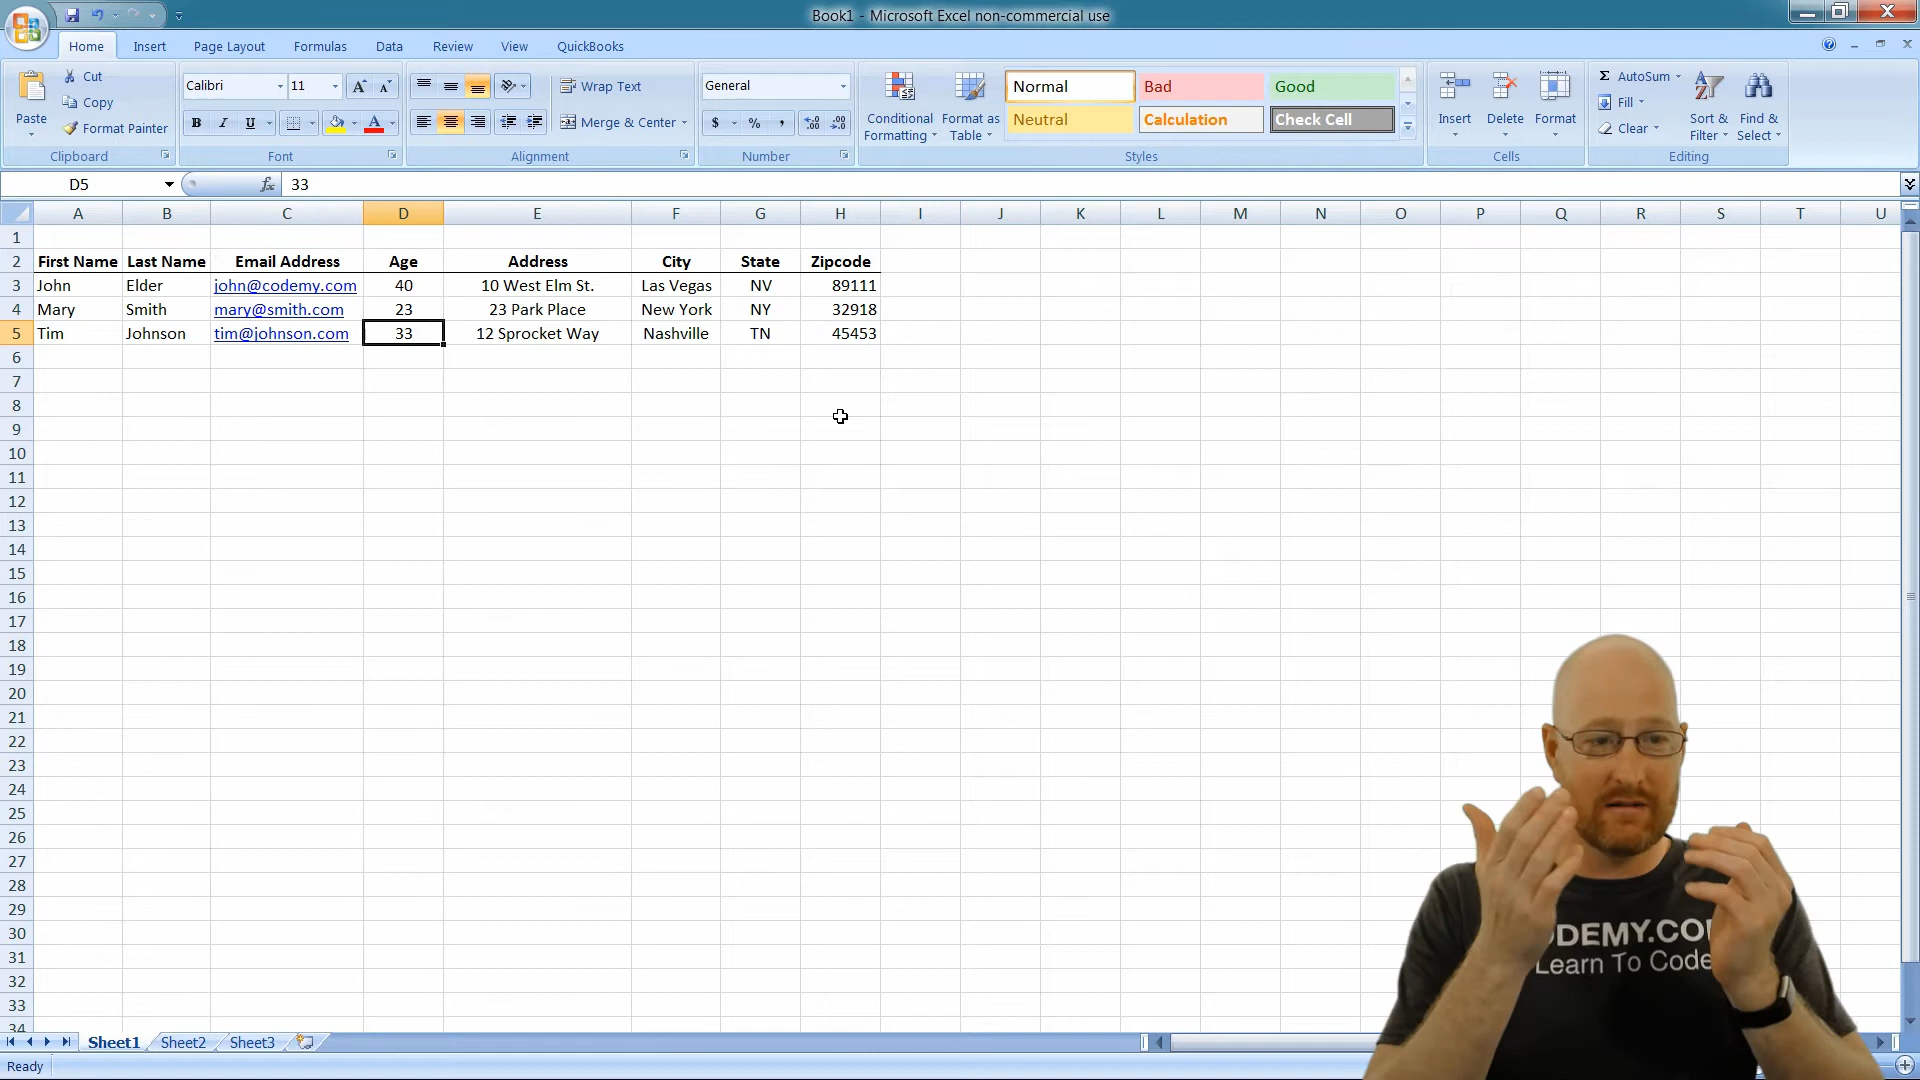 Book1 - Microsoft Excel non-commercial use
Home Insert Page Layout Formulas Data Review View QuickBooks
Paste
Cut
Copy
Format Painter
Clipboard
Calibri 11
B I U
Font
Wrap Text
Merge & Center
Alignment
General
$ % ,
Number
Conditional Formatting
Format as Table
Normal Bad Good
Neutral Calculation Check Cell
Styles
Insert Delete Format
Cells
Σ AutoSum
Fill
Clear
Sort & Filter
Find & Select
Editing
D5 fx 33
A B C D E F G H I J K L M N O P Q R S T U
1
2 First Name Last Name Email Address Age Address City State Zipcode
3 John Elder john@codemy.com 40 10 West Elm St. Las Vegas NV 89111
4 Mary Smith mary@smith.com 23 23 Park Place New York NY 32918
5 Tim Johnson tim@johnson.com 33 12 Sprocket Way Nashville TN 45453
6
7
8
9
10
11
12
13
14
15
16
17
18
19
20
21
22
23
24
25
26
27
28
29
30
31
32
33
34
ODEMY.CO
Learn To Code
Sheet1 Sheet2 Sheet3
Ready